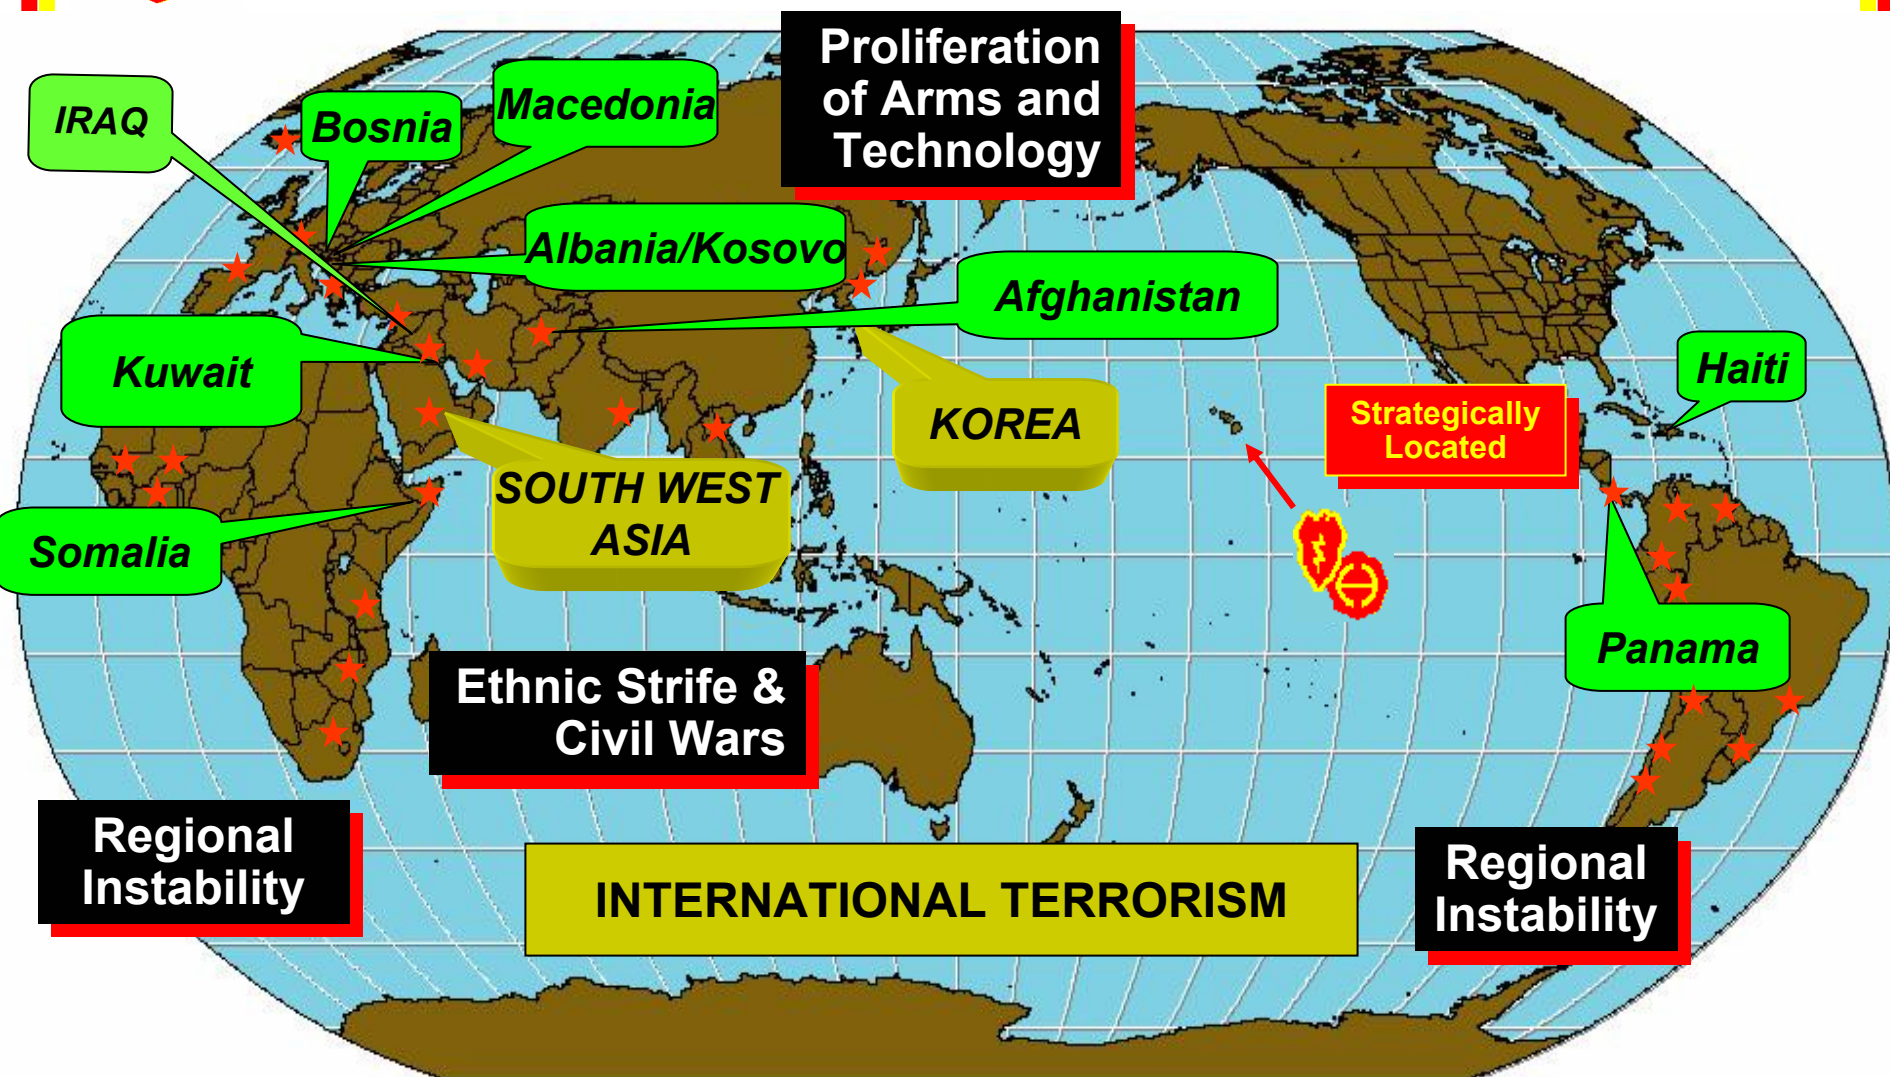 Proliferation
of Arms and
Technology
IRAQ
Bosnia
Macedonia
Albania/Kosovo
Afghanistan
Kuwait
Haiti
KOREA
Strategically
Located
SOUTH WEST
ASIA
Somalia
Panama
Ethnic Strife &
Civil Wars
Regional
Instability
INTERNATIONAL TERRORISM
Regional
Instability